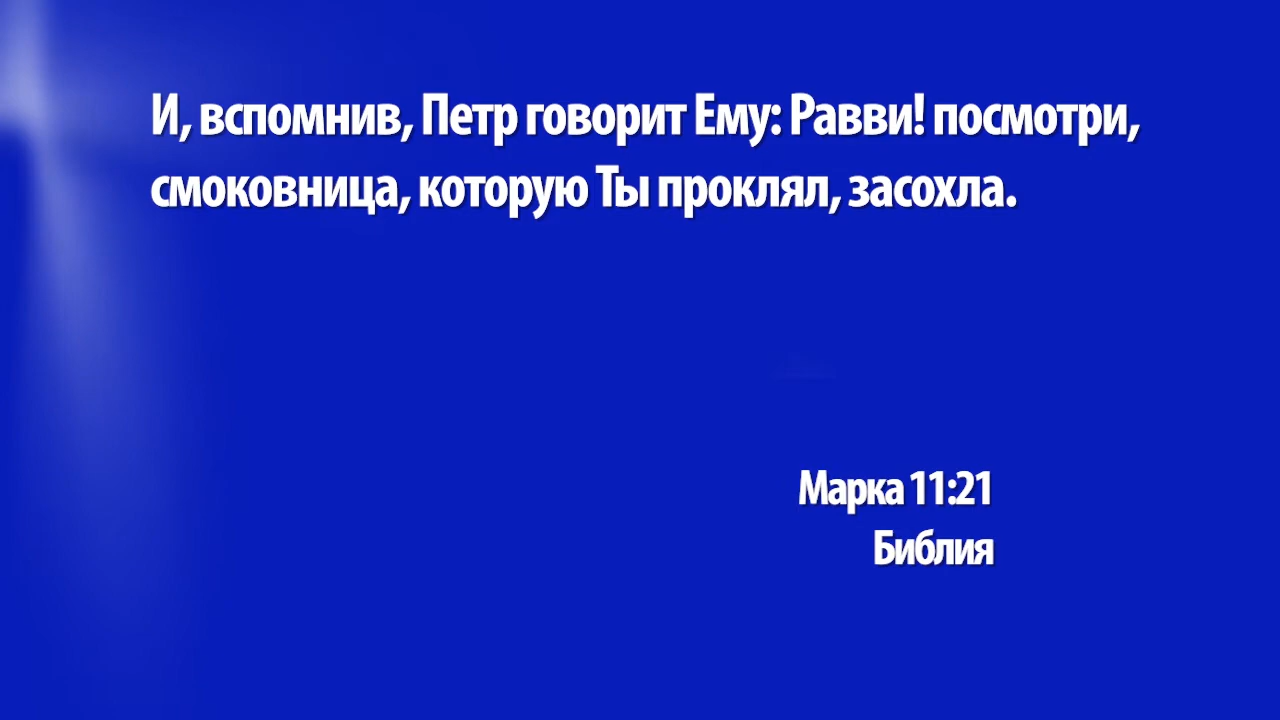 И, вспомнив, Петр говорит Ему: Равви! посмотри,
смоковница, которую Ты проклял, засохла.
Марка 11:21
Библия